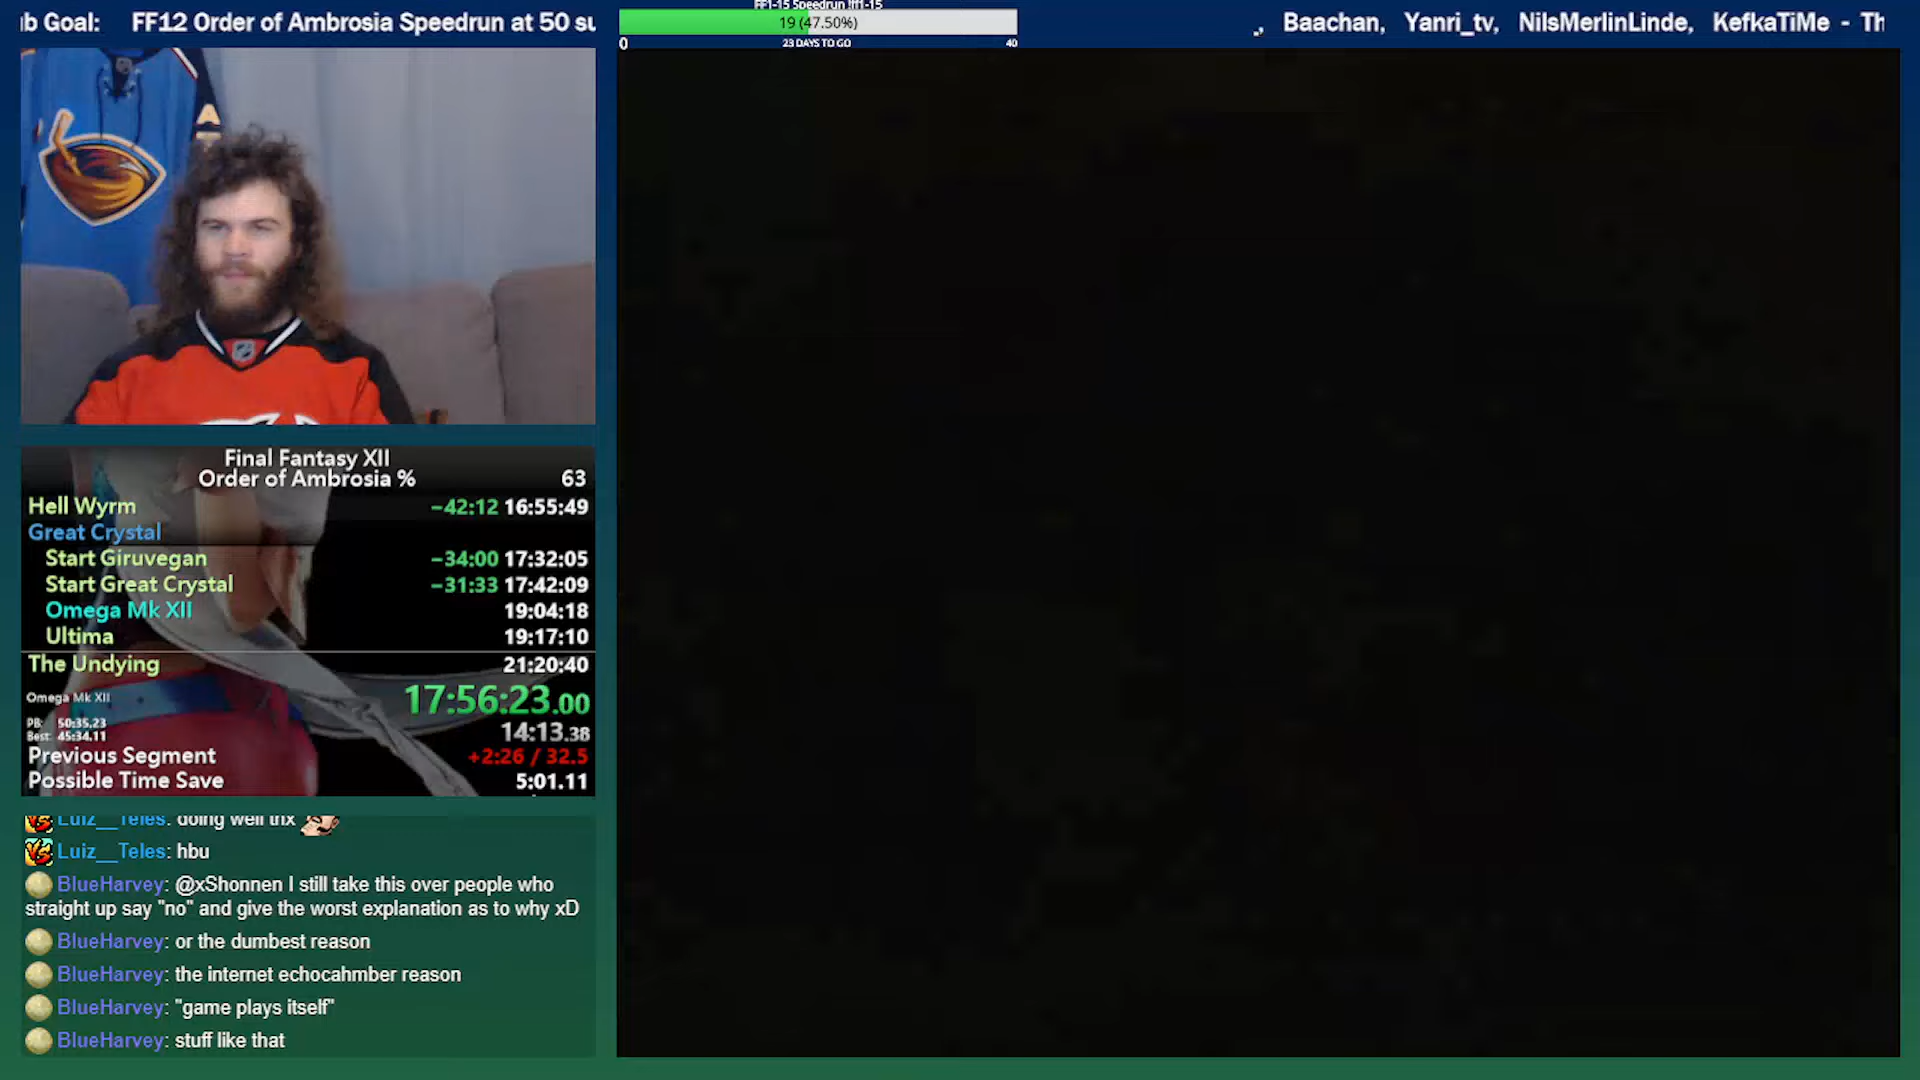 b Goal: FF12 Order of Ambrosia Speedrun at 50 su
FF1-15 Speedrun !ff1-15
19 (47.50%)
0 23 DAYS TO GO 40
Baachan, Yanri_tv, NilsMerlinLinde, KefkaTiMe - Th
Final Fantasy XII
Order of Ambrosia % 63
Hell Wyrm −42:12 16:55:49
Great Crystal
Start Giruvegan −34:00 17:32:05
Start Great Crystal −31:33 17:42:09
Omega Mk XII 19:04:18
Ultima 19:17:10
The Undying 21:20:40
17:56:23.00
Omega Mk XII
PB: 50:35.23
Best: 45:34.11
14:13.38
Previous Segment +2:26 / 32.5
Possible Time Save 5:01.11
Luiz__Teles: doing well thx
Luiz__Teles: hbu
BlueHarvey: @xShonnen I still take this over people who
straight up say "no" and give the worst explanation as to why xD
BlueHarvey: or the dumbest reason
BlueHarvey: the internet echocahmber reason
BlueHarvey: "game plays itself"
BlueHarvey: stuff like that